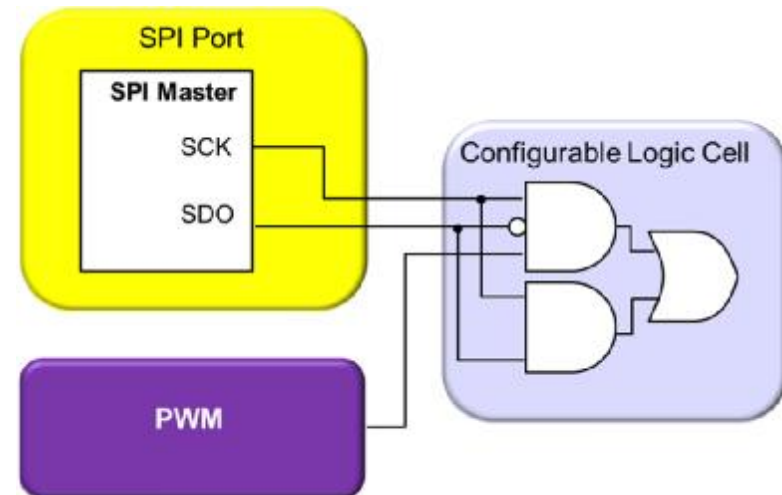 SPI Port
SPI Master
SCK
SDO
Configurable Logic Cell
PWM